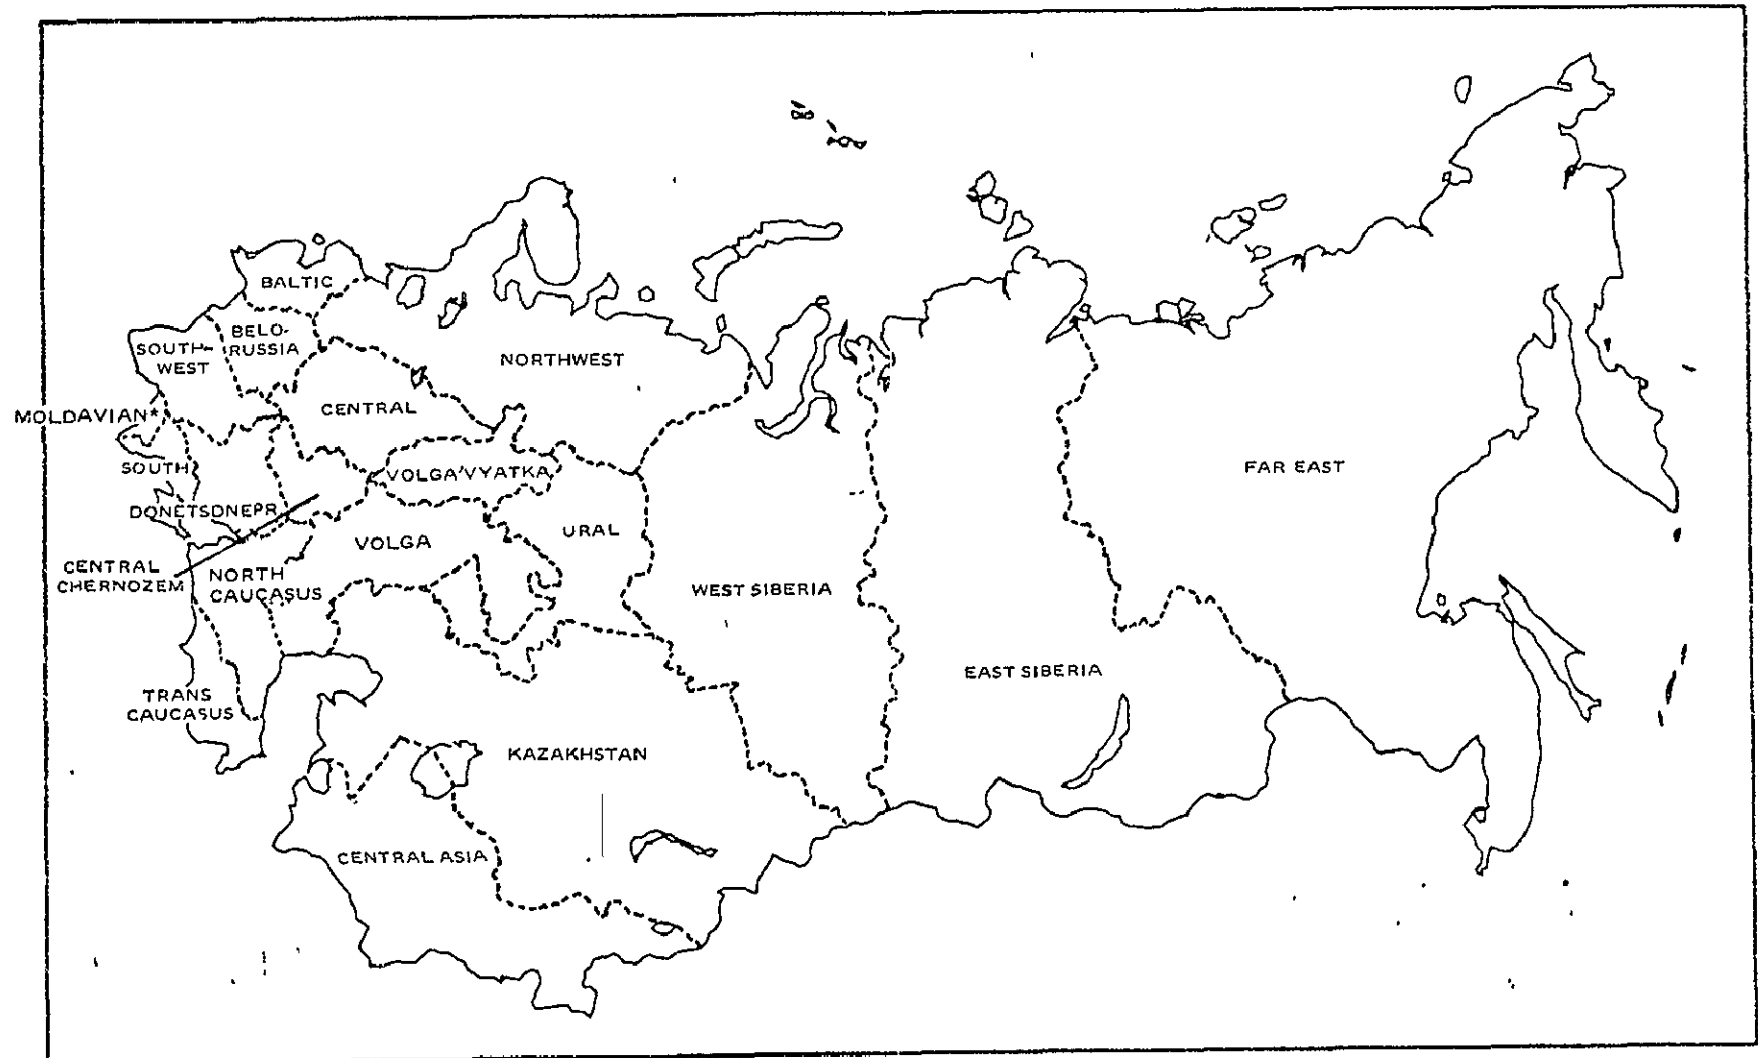 BALTIC
BELO-
RUSSIA
SOUTH-
WEST
NORTHWEST
MOLDAVIAN*
CENTRAL
SOUTH
VOLGA'VYATKA
FAR EAST
DONETSDNEPR
URAL
VOLGA
CENTRAL
CHERNOZEM
NORTH
CAUCASUS
WEST SIBERIA
EAST SIBERIA
TRANS
CAUCASUS
KAZAKHSTAN
CENTRAL ASIA